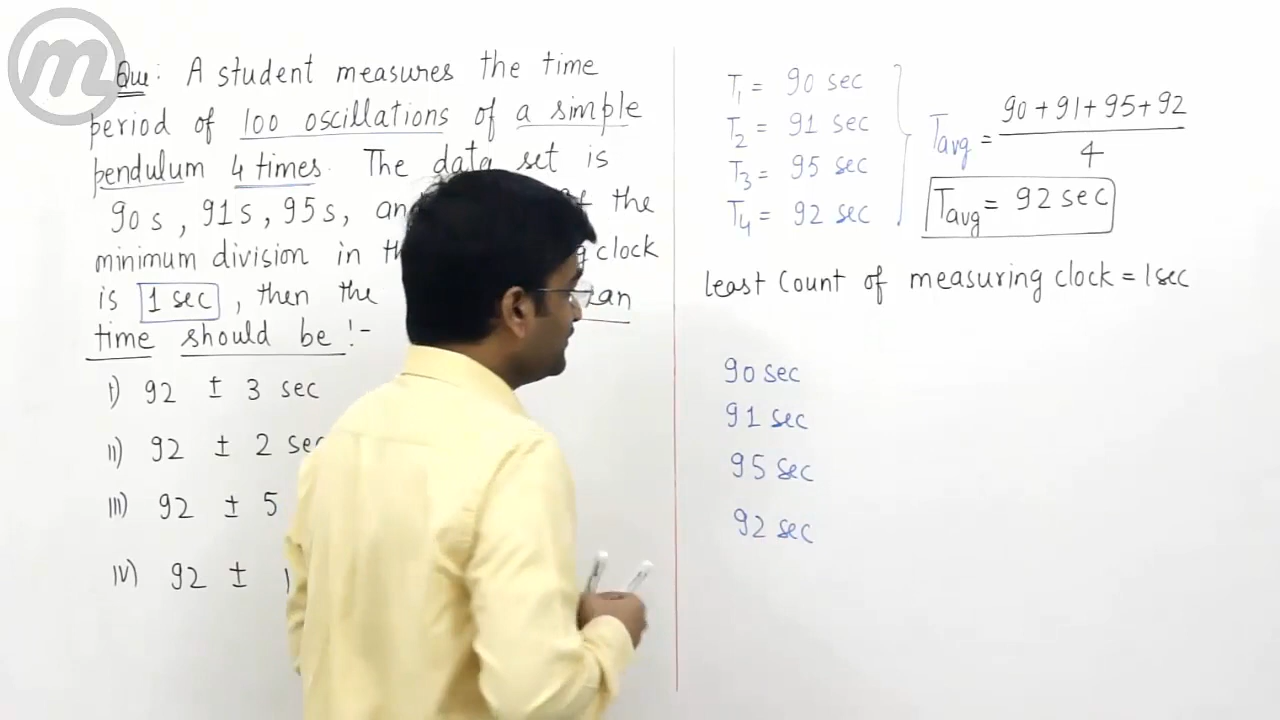 m
Que: A student measures the time
period of 100 oscillations of a simple
pendulum 4 times. The data set is
90 s, 91 s, 95 s, the
minimum division in clock
is 1 sec, then the
time should be :-
i) 92 ± 3 sec
ii) 92 ± 2 sec
iii) 92 ± 5
iv) 92 ± 1
T1 = 90 sec
T2 = 91 sec
T3 = 95 sec
T4 = 92 sec
Tavg = 90 + 91 + 95 + 92
4
Tavg = 92 sec
least count of measuring clock = 1 sec
90 sec
91 sec
95 sec
92 sec